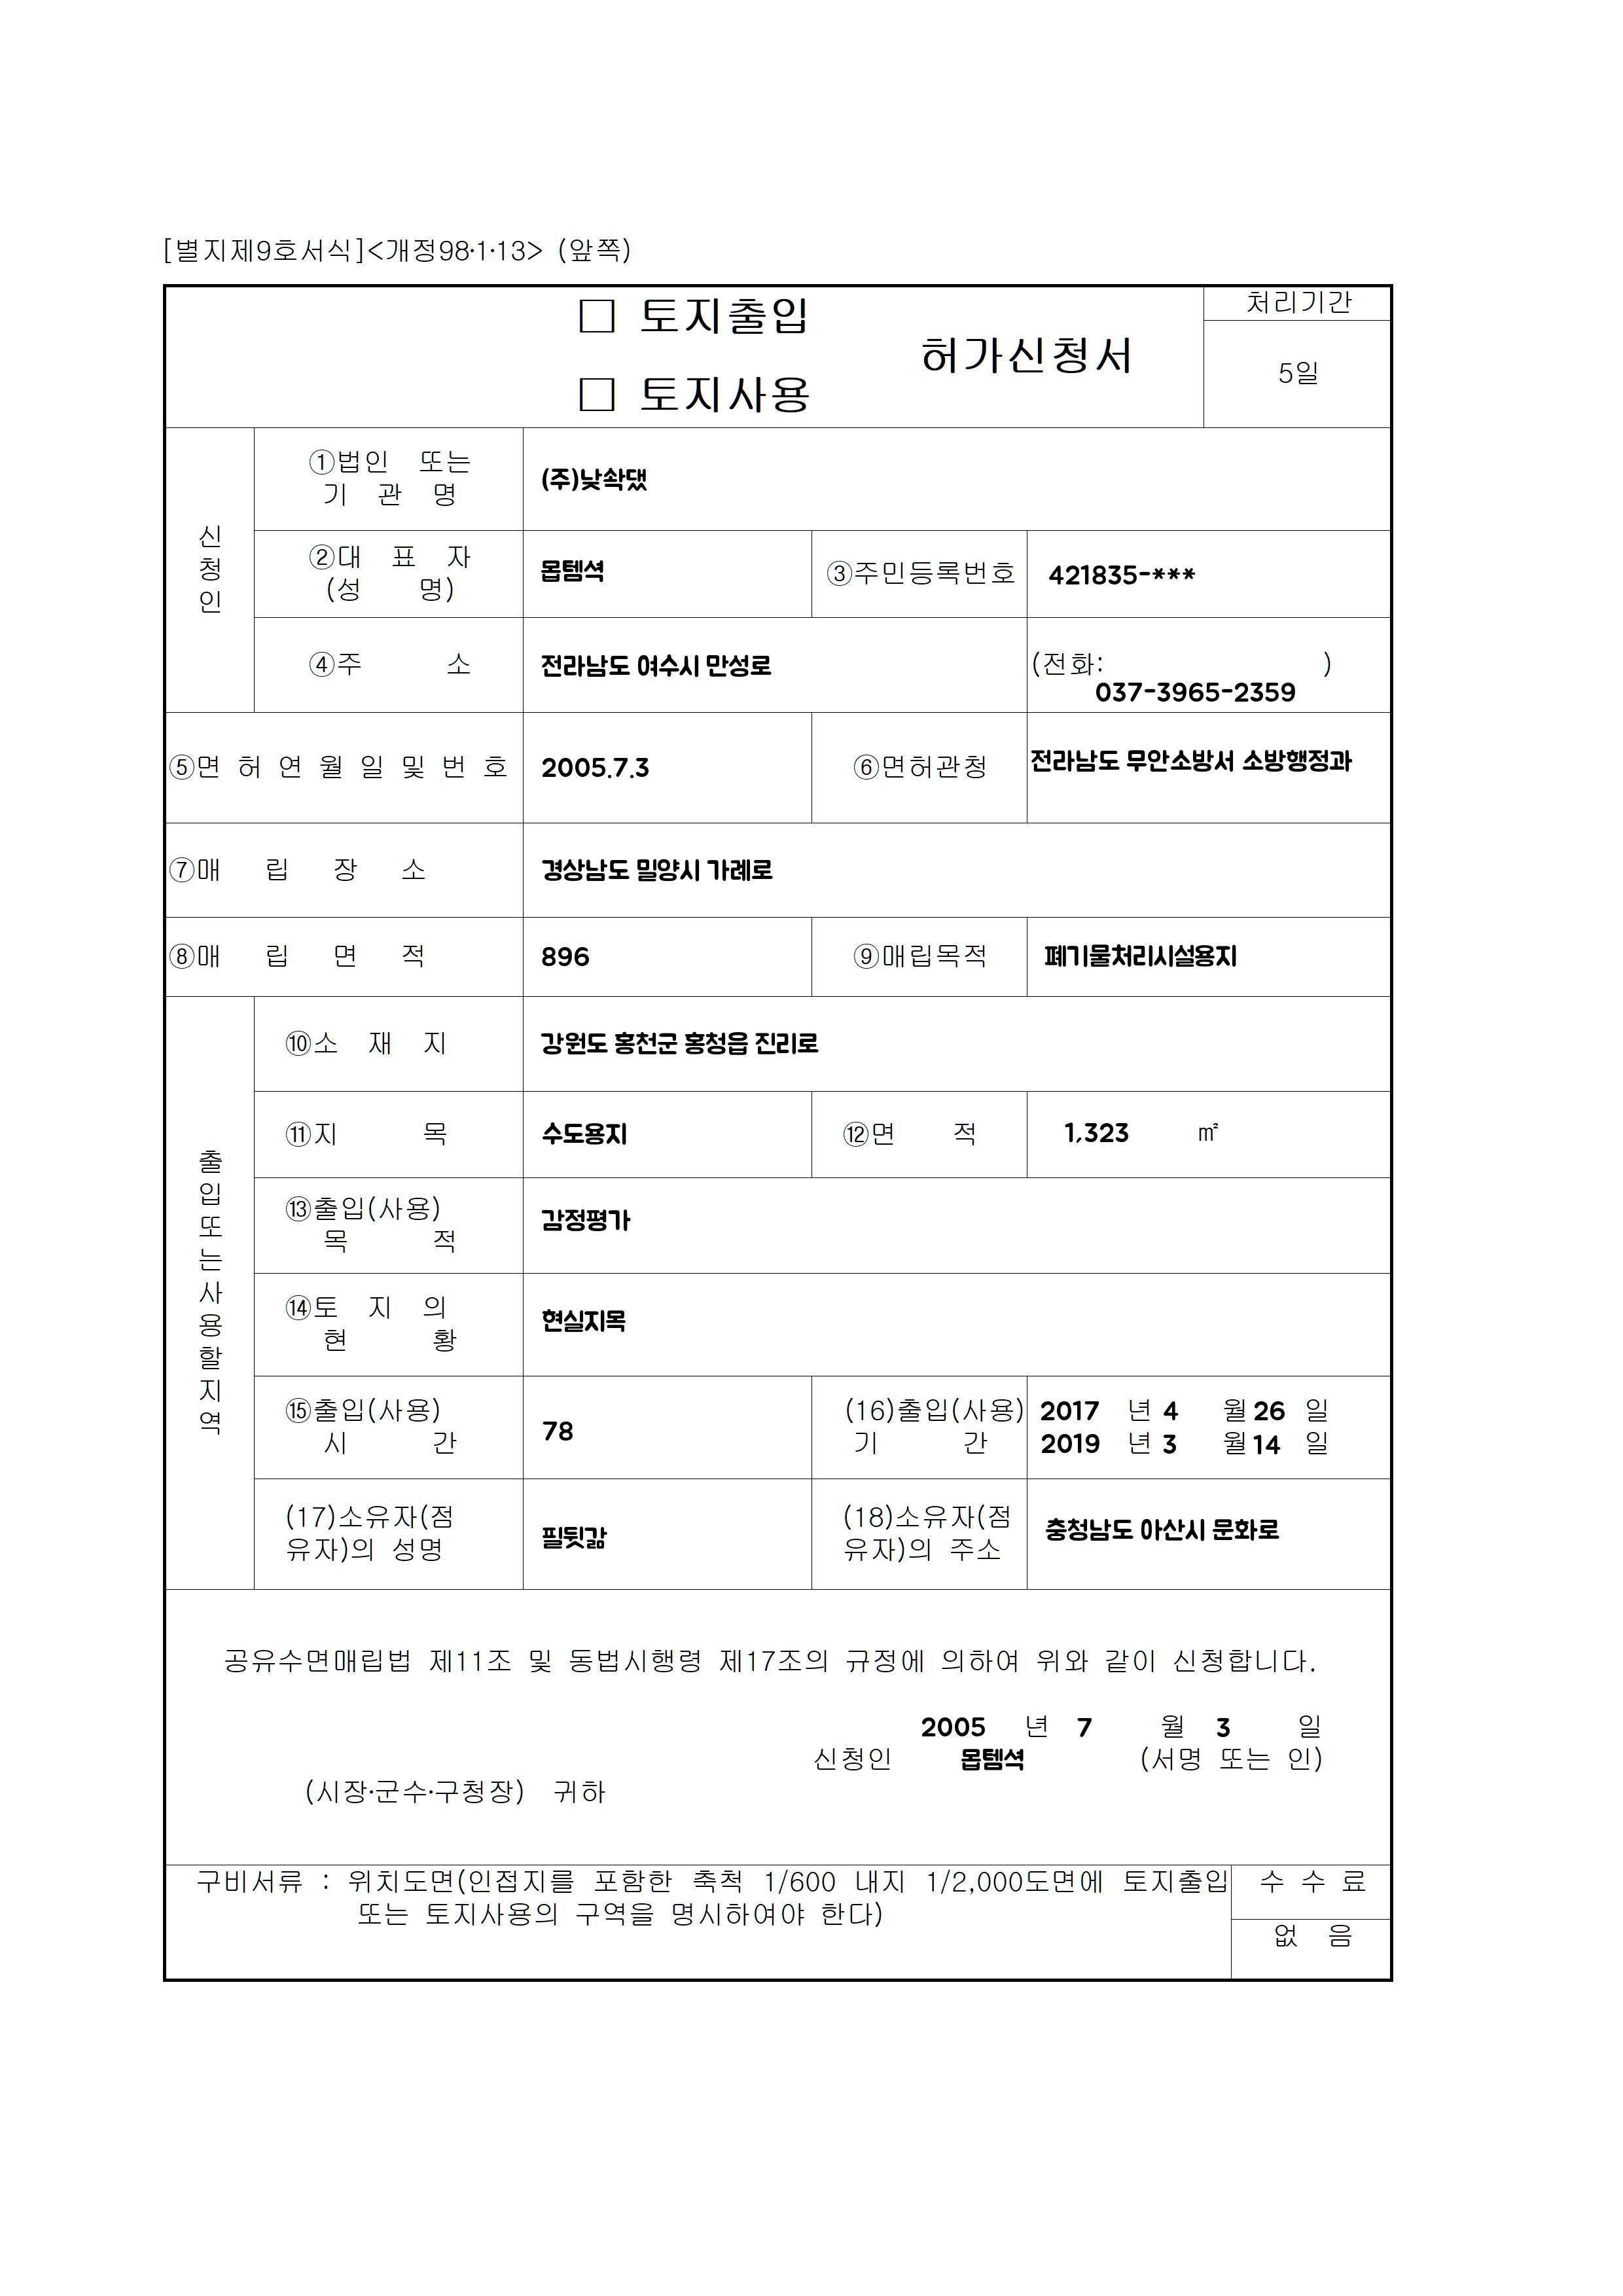 [별지제9호서식]<개정98·1·13> (앞쪽)
□ 토지출입
□ 토지사용
허가신청서
처리기간
5일
신청인
①법인 또는
기 관 명
(주)낮솩댔
②대 표 자
(성 명)
몹템셕
③주민등록번호
421835-***
④주 소
전라남도 여수시 만성로
(전화: )
037-3965-2359
⑤면 허 연 월 일 및 번 호
2005.7.3
⑥면허관청
전라남도 무안소방서 소방행정과
⑦매 립 장 소
경상남도 밀양시 가례로
⑧매 립 면 적
896
⑨매립목적
폐기물처리시설용지
출입또는사용할지역
⑩소 재 지
강원도 홍천군 홍청읍 진리로
⑪지 목
수도용지
⑫면 적
1,323 ㎡
⑬출입(사용)
목 적
감정평가
⑭토 지 의
현 황
현실지목
⑮출입(사용)
시 간
78
(16)출입(사용)
기 간
2017 년 4 월 26 일
2019 년 3 월 14 일
(17)소유자(점
유자)의 성명
필뒷갊
(18)소유자(점
유자)의 주소
충청남도 아산시 문화로
공유수면매립법 제11조 및 동법시행령 제17조의 규정에 의하여 위와 같이 신청합니다.
2005 년 7 월 3 일
신청인 몹템셕 (서명 또는 인)
(시장·군수·구청장) 귀하
구비서류 : 위치도면(인접지를 포함한 축척 1/600 내지 1/2,000도면에 토지출입
또는 토지사용의 구역을 명시하여야 한다)
수 수 료
없 음